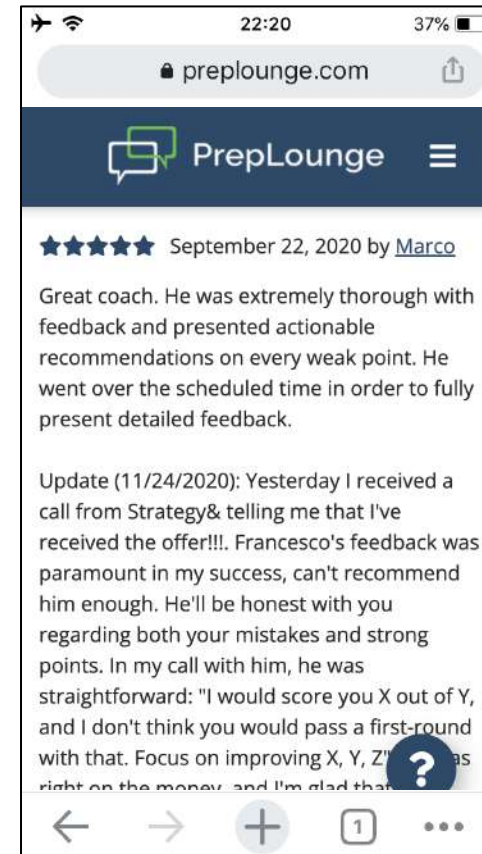 22:20
37%
preplounge.com
PrepLounge
September 22, 2020 by Marco
Great coach. He was extremely thorough with
feedback and presented actionable
recommendations on every weak point. He
went over the scheduled time in order to fully
present detailed feedback.
Update (11/24/2020): Yesterday I received a
call from Strategy& telling me that I've
received the offer!!!. Francesco's feedback was
paramount in my success, can't recommend
him enough. He'll be honest with you
regarding both your mistakes and strong
points. In my call with him, he was
straightforward: "I would score you X out of Y,
and I don't think you would pass a first-round
with that. Focus on improving X, Y, Z"
right on the money, and I'm glad
?
1